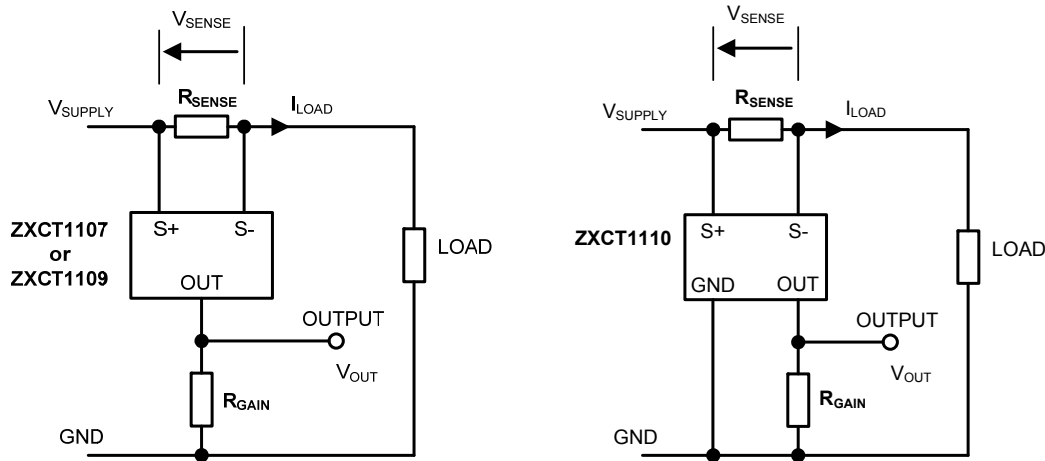 VSENSE
RSENSE
VSUPPLY
ILOAD
ZXCT1107
or
ZXCT1109
S+ S-
OUT
LOAD
OUTPUT
VOUT
RGAIN
GND
VSENSE
RSENSE
VSUPPLY
ILOAD
ZXCT1110
S+ S-
GND OUT
LOAD
OUTPUT
VOUT
RGAIN
GND